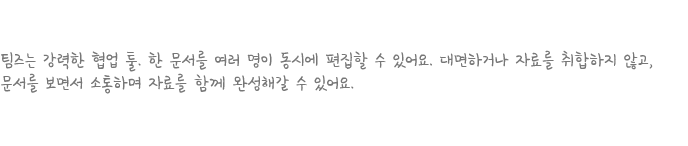 팀즈는 강력한 협업 툴. 한 문서를 여러 명이 동시에 편집할 수 있어요. 대면하거나 자료를 취합하지 않고,
문서를 보면서 소통하며 자료를 함께 완성해갈 수 있어요.